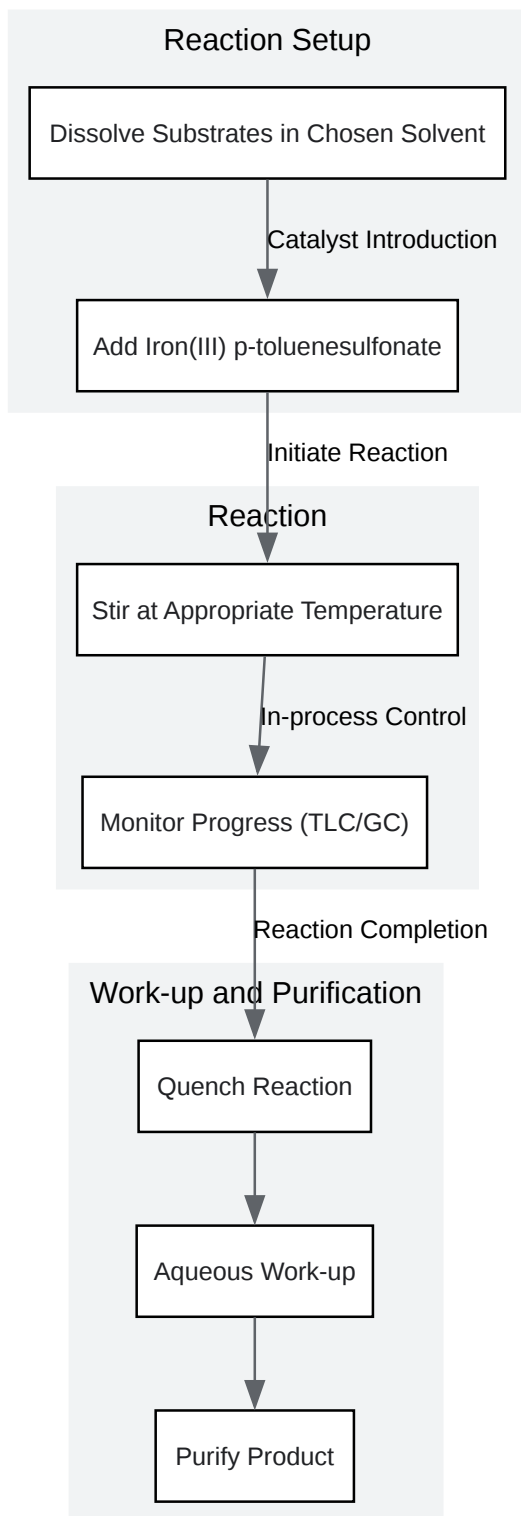 Reaction Setup
Dissolve Substrates in Chosen Solvent
Catalyst Introduction
Add Iron(III) p-toluenesulfonate
Initiate Reaction
Reaction
Stir at Appropriate Temperature
In-process Control
Monitor Progress (TLC/GC)
Reaction Completion
Work-up and Purification
Quench Reaction
Aqueous Work-up
Purify Product